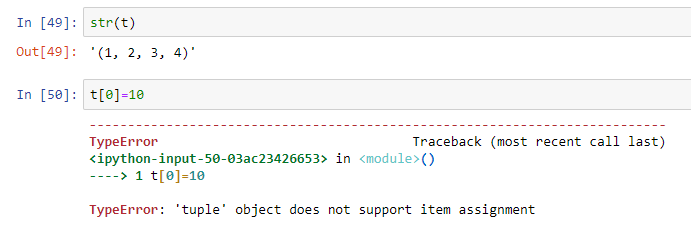 In [49]: str(t)
Out[49]: '(1, 2, 3, 4)'
In [50]: t[0]=10
---------------------------------------------------------------------------
TypeError                                 Traceback (most recent call last)
<ipython-input-50-03ac23426653> in <module>()
----> 1 t[0]=10

TypeError: 'tuple' object does not support item assignment